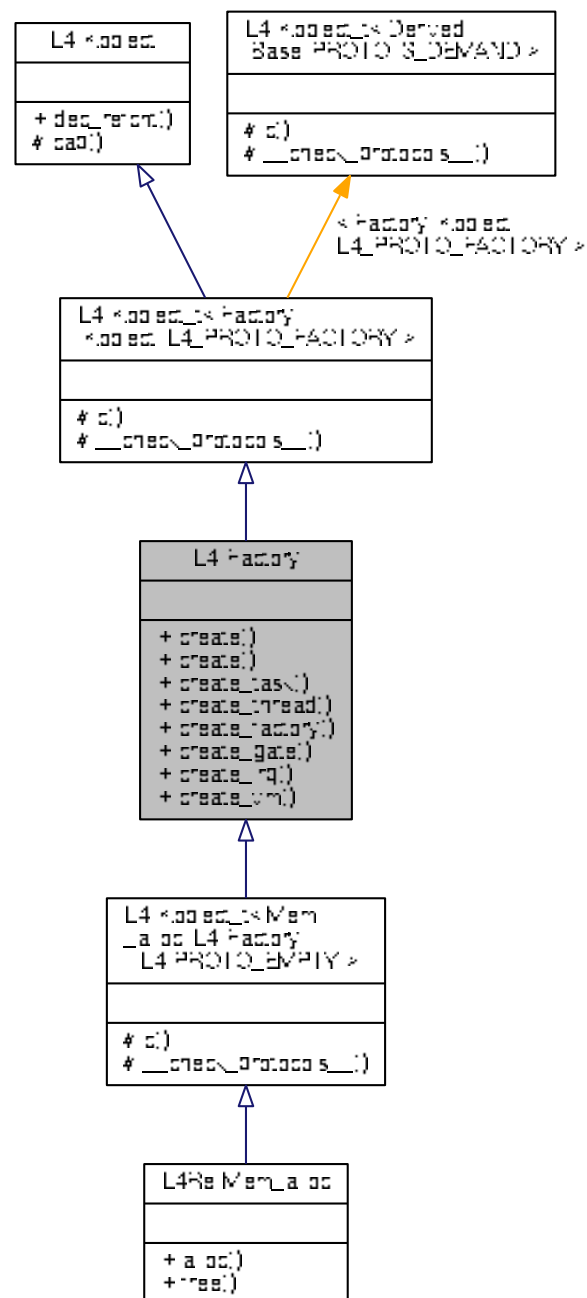 L4::Kobject
+ dec_refcnt()
# cap()
L4::Kobject_t< Derived,
Base, PROTO, S_DEMAND >
# c()
# __check_protocols__()
< Factory, Kobject,
L4_PROTO_FACTORY >
L4::Kobject_t< Factory,
Kobject, L4_PROTO_FACTORY >
# c()
# __check_protocols__()
L4::Factory
+ create()
+ create()
+ create_task()
+ create_thread()
+ create_factory()
+ create_gate()
+ create_irq()
+ create_vm()
L4::Kobject_t< Mem
_alloc, L4::Factory,
L4::PROTO_EMPTY >
# c()
# __check_protocols__()
L4Re::Mem_alloc
+ alloc()
+ free()